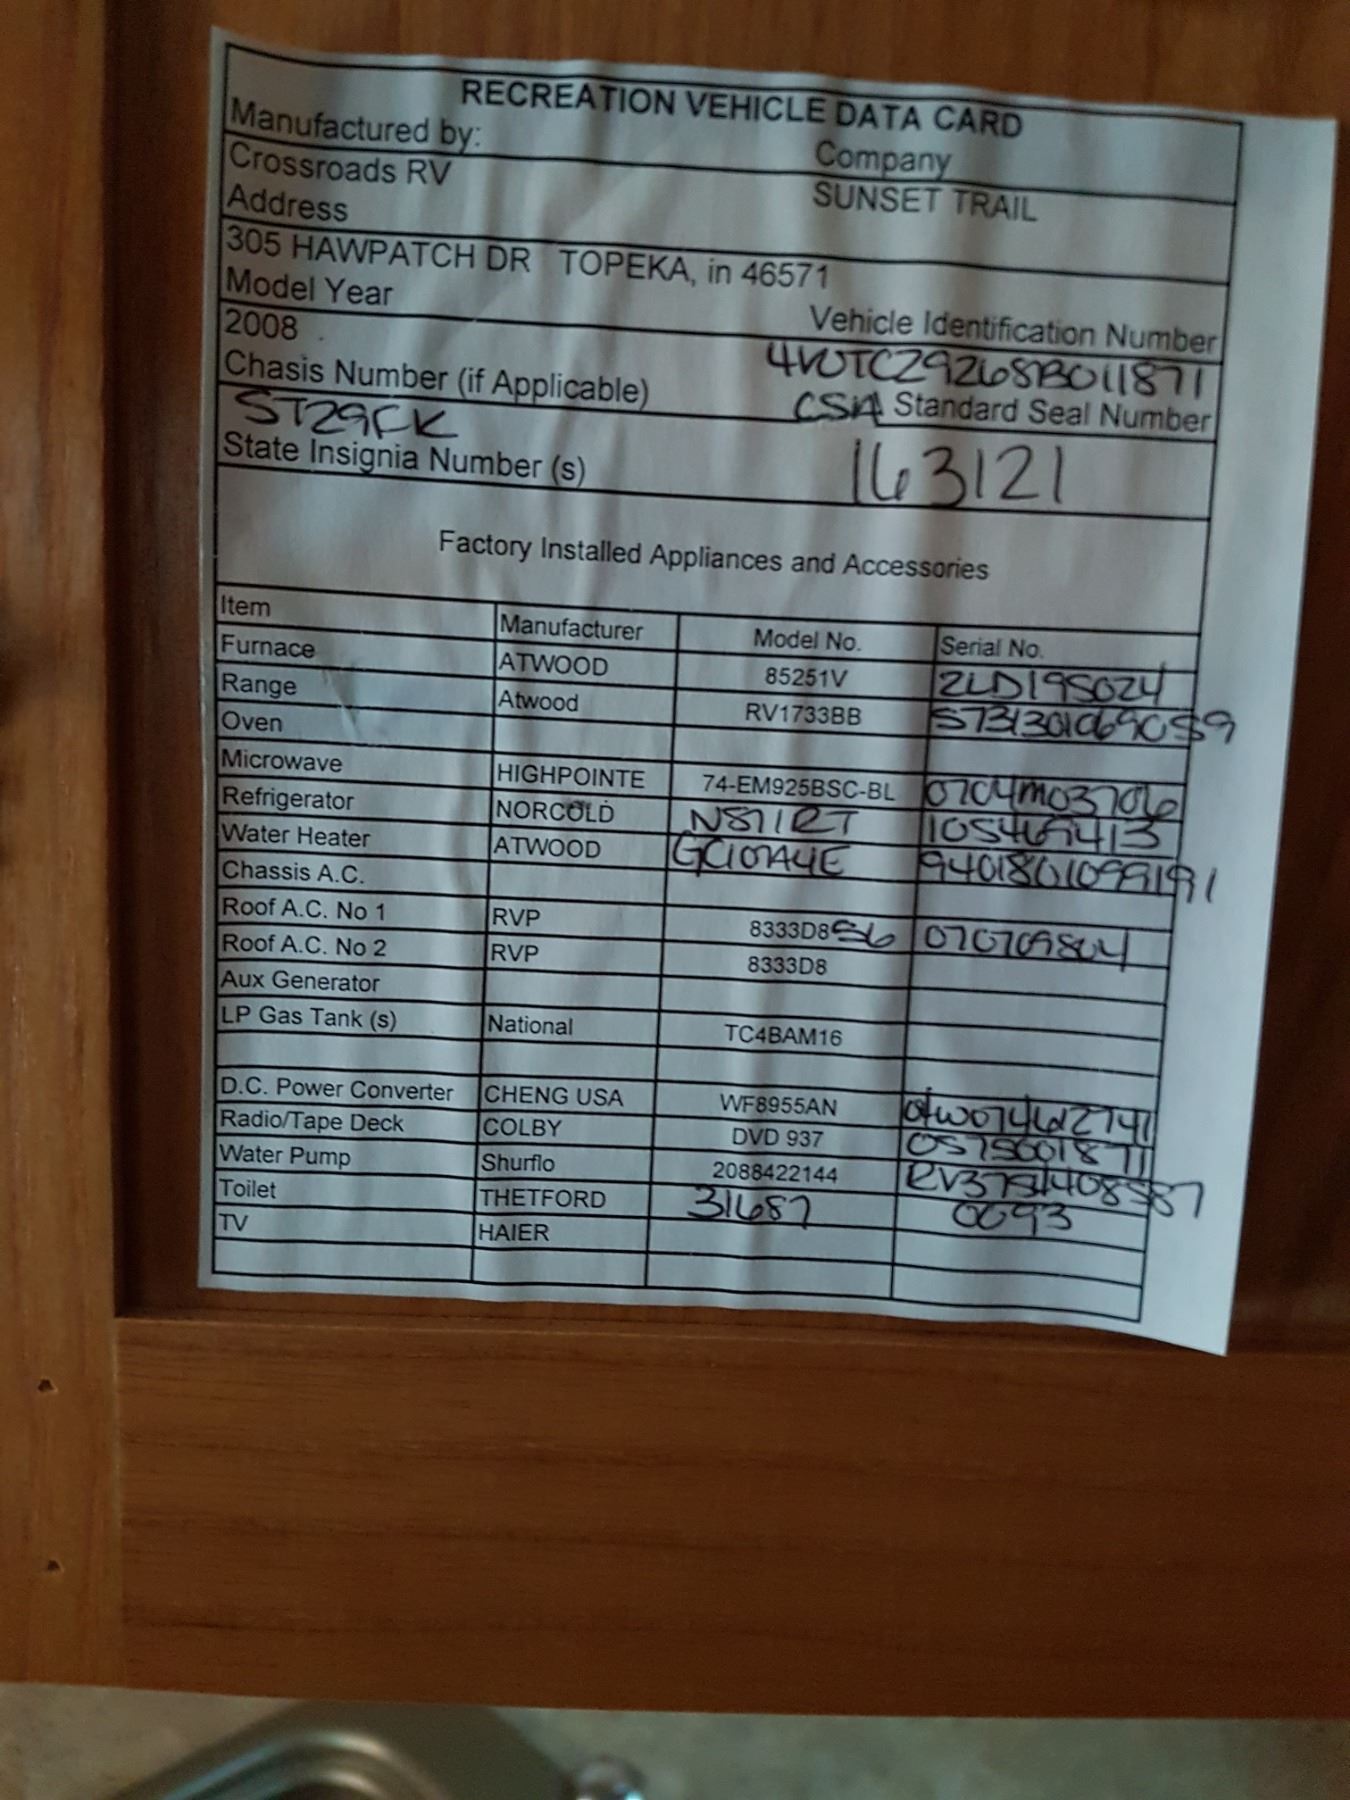 RECREATION VEHICLE DATA CARD
Manufactured by: Company
Crossroads RV SUNSET TRAIL
Address
305 HAWPATCH DR TOPEKA, in 46571
Model Year Vehicle Identification Number
2008
Chasis Number (if Applicable) CSA Standard Seal Number
ST29CK 163121
State Insignia Number (s)
Factory Installed Appliances and Accessories
Item Manufacturer Model No. Serial No.
Furnace ATWOOD 85251V
Range Atwood RV1733BB
Oven
Microwave HIGHPOINTE 74-EM925BSC-BL
Refrigerator NORCOLD N811RT 105469413
Water Heater ATWOOD GC10A4E
Chassis A.C.
Roof A.C. No 1 RVP 8333D8 070709804
Roof A.C. No 2 RVP 8333D8
Aux Generator
LP Gas Tank (s) National TC4BAM16
D.C. Power Converter CHENG USA WF8955AN
Radio/Tape Deck COLBY DVD 937
Water Pump Shurflo 2088422144
Toilet THETFORD 31687 0093
TV HAIER